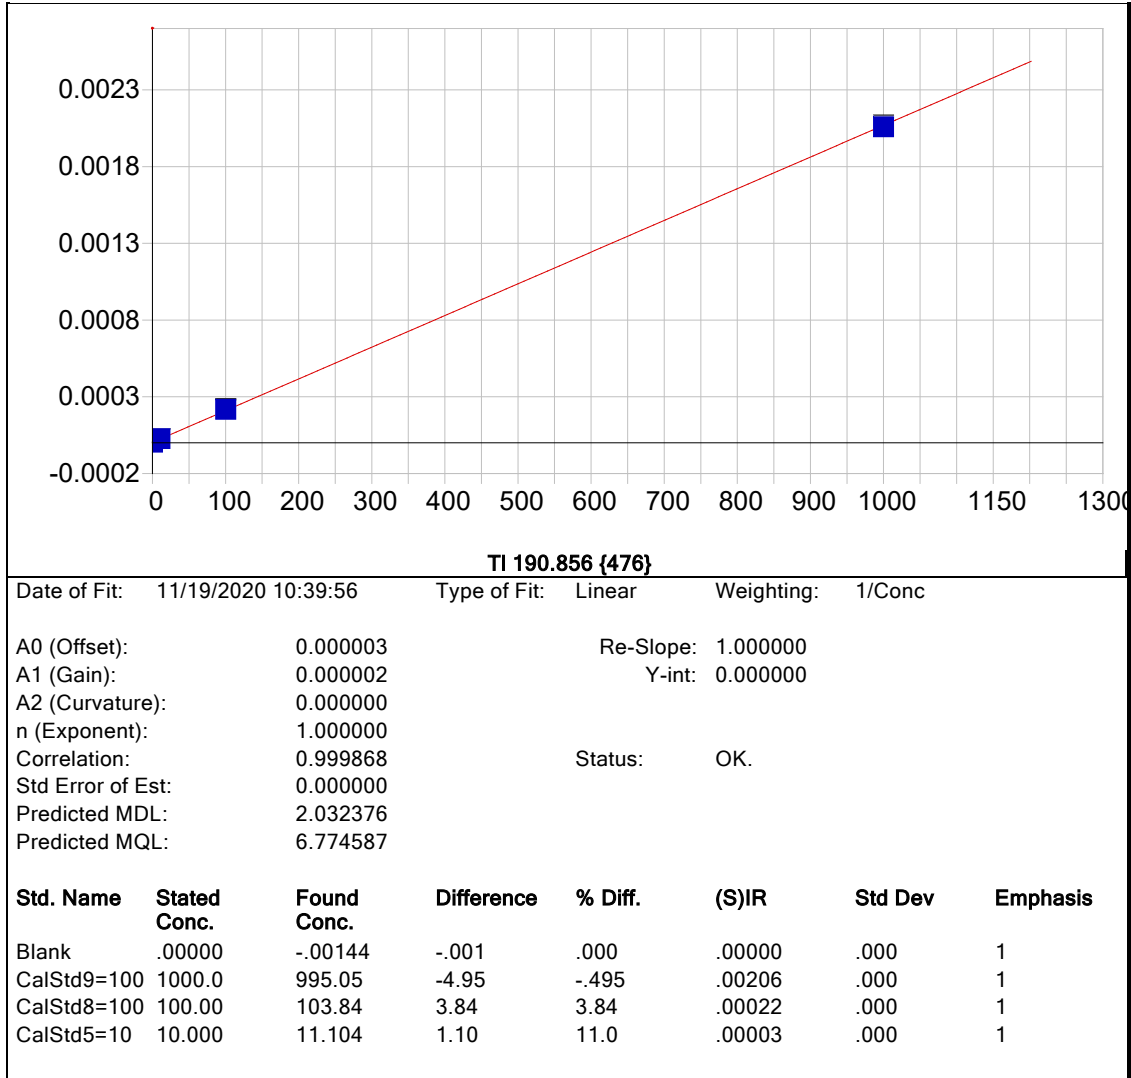 0.0023
0.0018
0.0013
0.0008
0.0003
-0.0002
0 100 200 300 400 500 600 700 800 900 1000 1150 1300
Tl 190.856 {476}
Date of Fit: 11/19/2020 10:39:56 Type of Fit: Linear Weighting: 1/Conc
A0 (Offset): 0.000003 Re-Slope: 1.000000
A1 (Gain): 0.000002 Y-int: 0.000000
A2 (Curvature): 0.000000
n (Exponent): 1.000000
Correlation: 0.999868 Status: OK.
Std Error of Est: 0.000000
Predicted MDL: 2.032376
Predicted MQL: 6.774587
Std. Name Stated Conc. Found Conc. Difference % Diff. (S)IR Std Dev Emphasis
Blank .00000 -.00144 -.001 .000 .00000 .000 1
CalStd9=100 1000.0 995.05 -4.95 -.495 .00206 .000 1
CalStd8=100 100.00 103.84 3.84 3.84 .00022 .000 1
CalStd5=10 10.000 11.104 1.10 11.0 .00003 .000 1